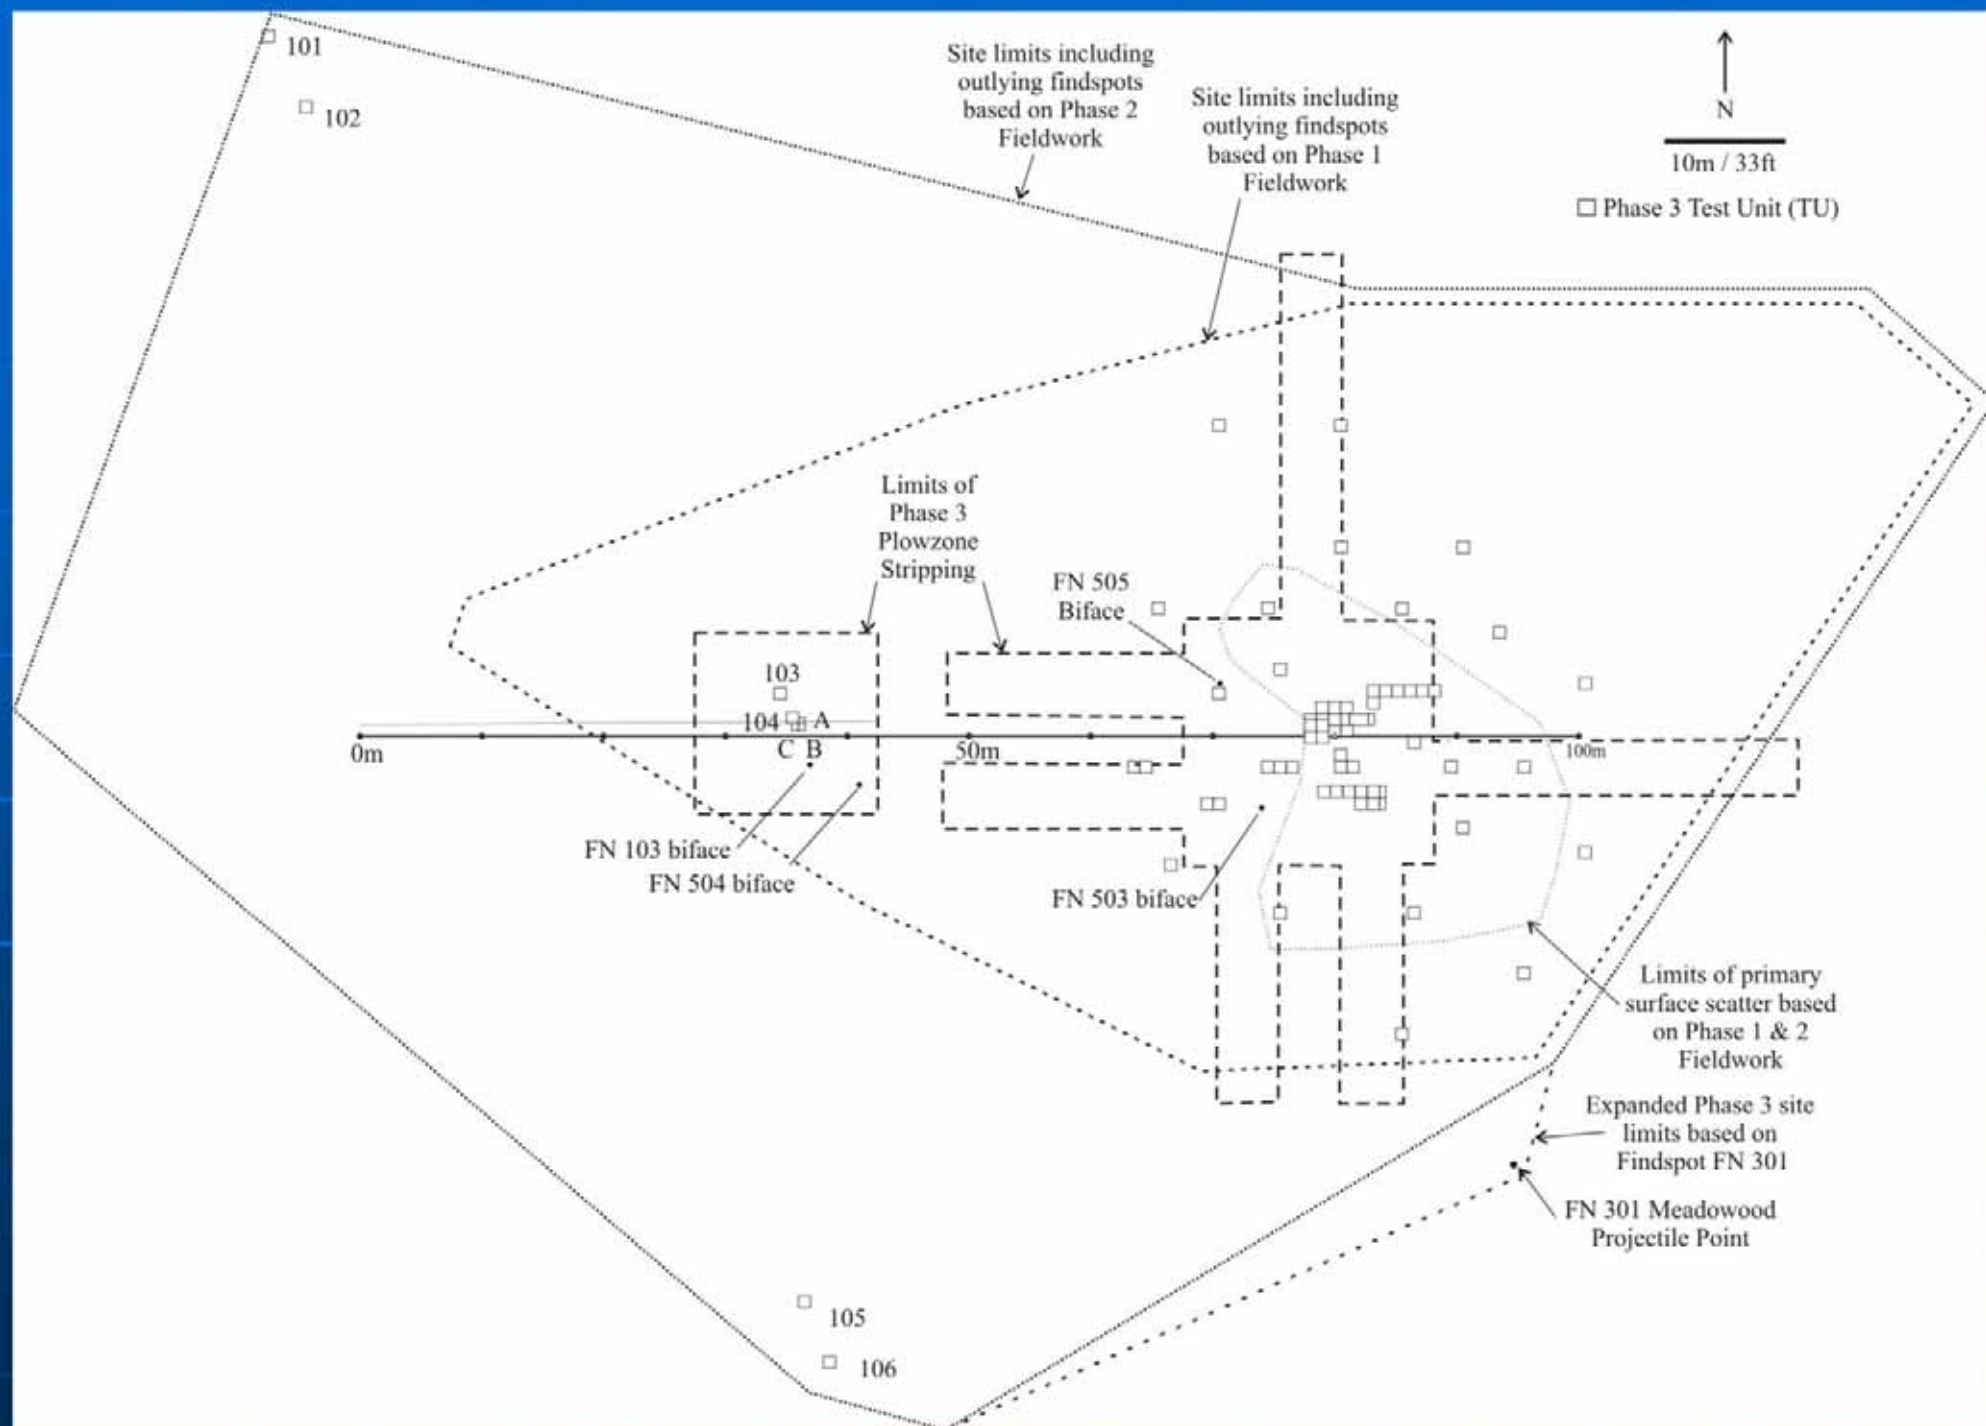 101
102
Site limits including
outlying findspots
based on Phase 2
Fieldwork
Site limits including
outlying findspots
based on Phase 1
Fieldwork
N
10m / 33ft
Phase 3 Test Unit (TU)
Limits of
Phase 3
Plowzone
Stripping
FN 505
Biface
103
104 A
C B
0m
50m
100m
FN 103 biface
FN 504 biface
FN 503 biface
Limits of primary
surface scatter based
on Phase 1 & 2
Fieldwork
Expanded Phase 3 site
limits based on
Findspot FN 301
FN 301 Meadowood
Projectile Point
105
106